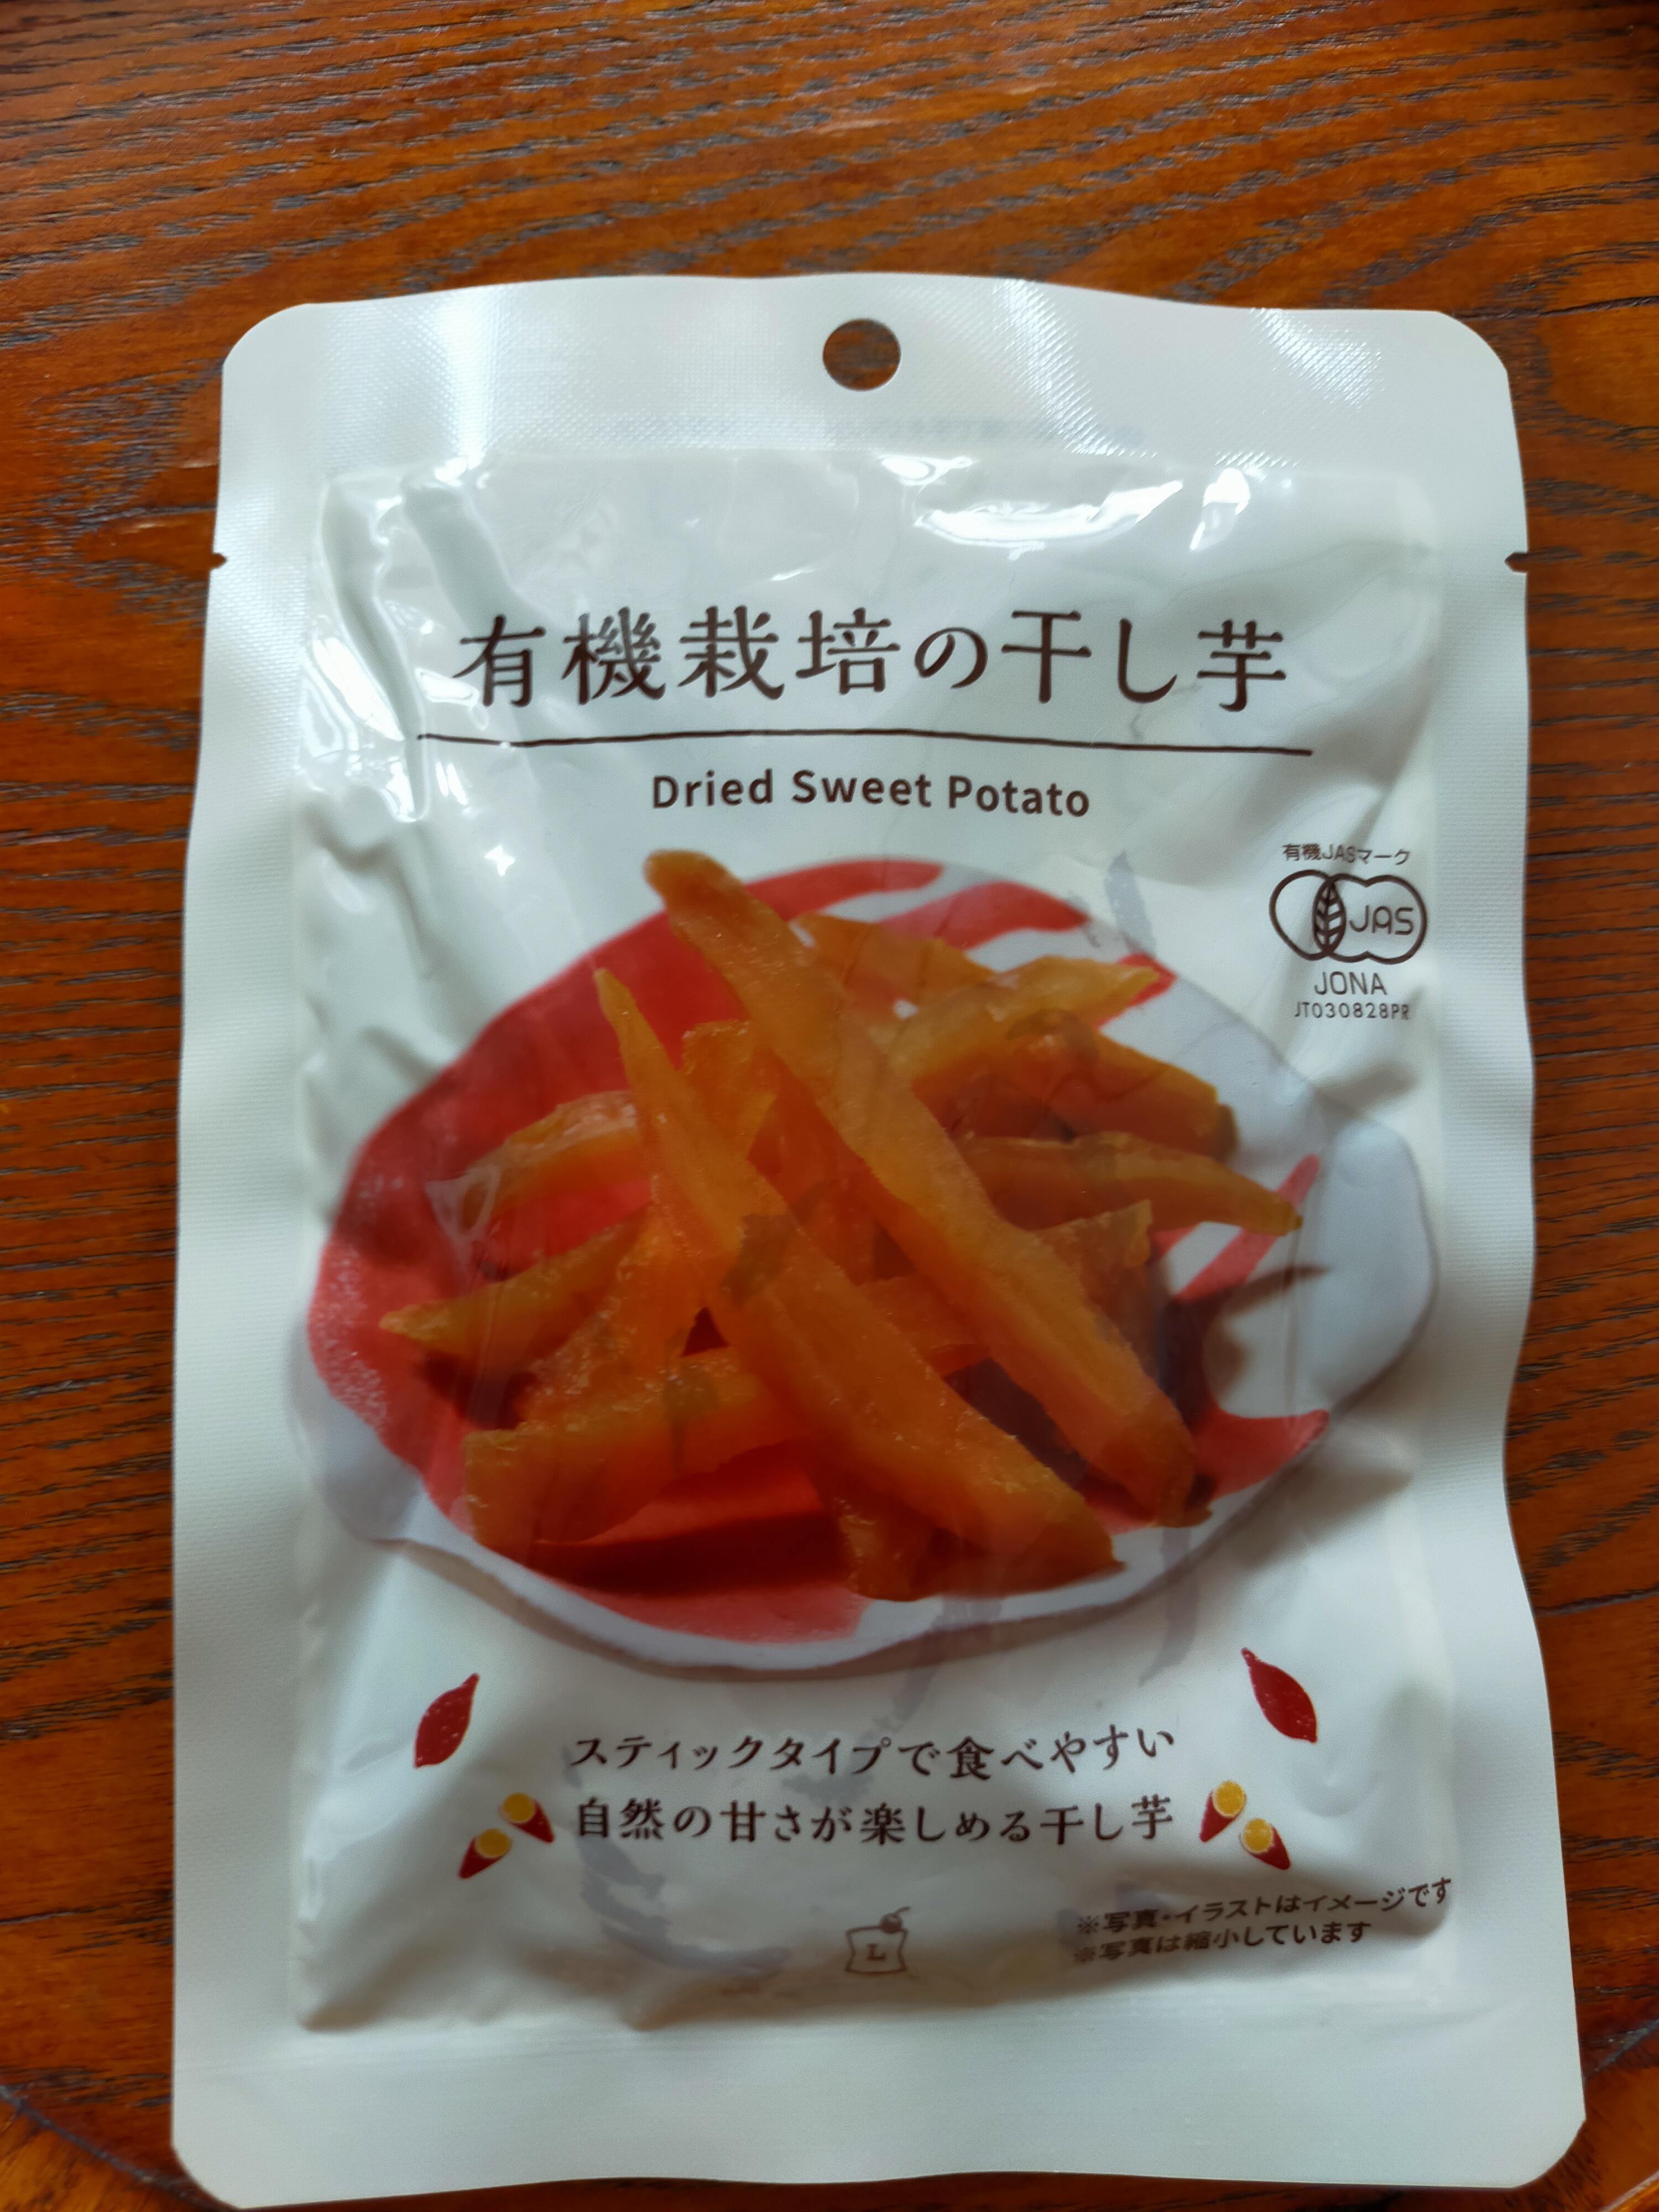 有機栽培の干し芋
Dried Sweet Potato
有機JASマーク
JAS
JONA
JT030828PR
スティックタイプで食べやすい
自然の甘さが楽しめる干し芋
※写真・イラストはイメージです
※写真は縮小しています
L